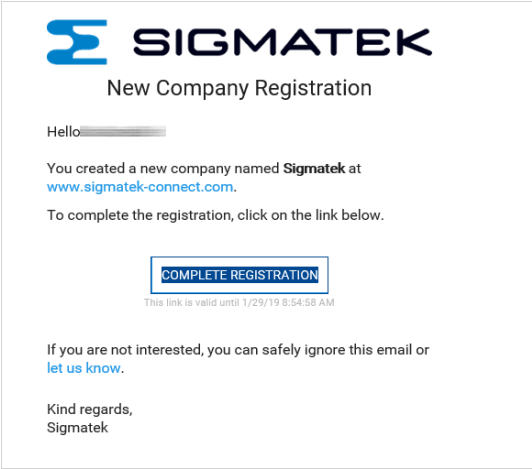 SIGMATEK
New Company Registration
Hello
You created a new company named Sigmatek at
www.sigmatek-connect.com.
To complete the registration, click on the link below.
COMPLETE REGISTRATION
This link is valid until 1/29/19 8:54:58 AM
If you are not interested, you can safely ignore this email or
let us know.
Kind regards,
Sigmatek